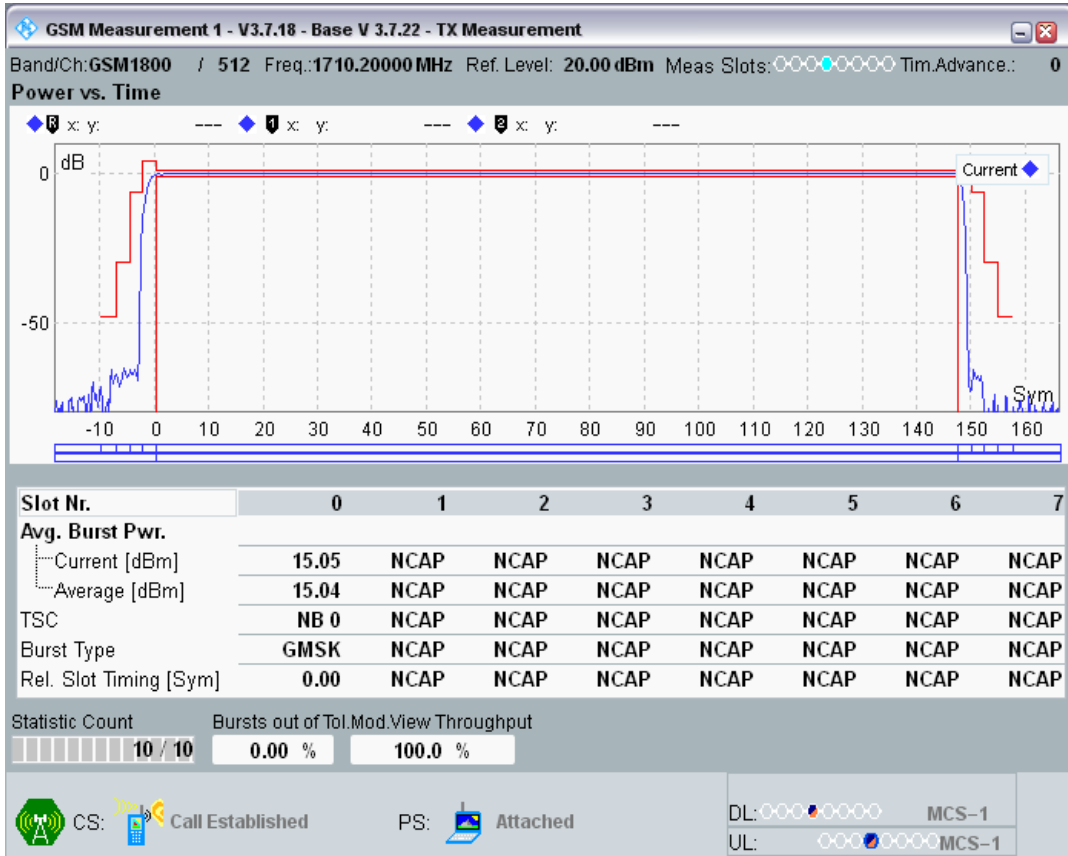 GSM Measurement 1 - V3.7.18 - Base V 3.7.22 - TX Measurement
Band/Ch:GSM1800 / 512 Freq.:1710.20000 MHz Ref. Level: 20.00 dBm Meas Slots: Tim.Advance.: 0
Power vs. Time
R x: y: --- 1 x: y: --- 2 x: y: ---
dB
Current
0
-50
Sym
-10 0 10 20 30 40 50 60 70 80 90 100 110 120 130 140 150 160
Slot Nr. 0 1 2 3 4 5 6 7
Avg. Burst Pwr.
Current [dBm] 15.05 NCAP NCAP NCAP NCAP NCAP NCAP NCAP
Average [dBm] 15.04 NCAP NCAP NCAP NCAP NCAP NCAP NCAP
TSC NB 0 NCAP NCAP NCAP NCAP NCAP NCAP NCAP
Burst Type GMSK NCAP NCAP NCAP NCAP NCAP NCAP NCAP
Rel. Slot Timing [Sym] 0.00 NCAP NCAP NCAP NCAP NCAP NCAP NCAP
Statistic Count Bursts out of Tol.Mod.View Throughput
10 / 10 0.00 % 100.0 %
CS: Call Established PS: Attached
DL: MCS-1
UL: MCS-1